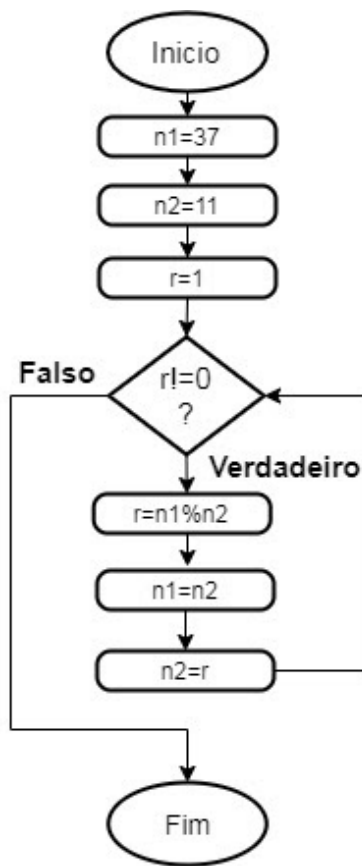 Inicio
n1=37
n2=11
r=1
Falso
r!=0
?
Verdadeiro
r=n1%n2
n1=n2
n2=r
Fim